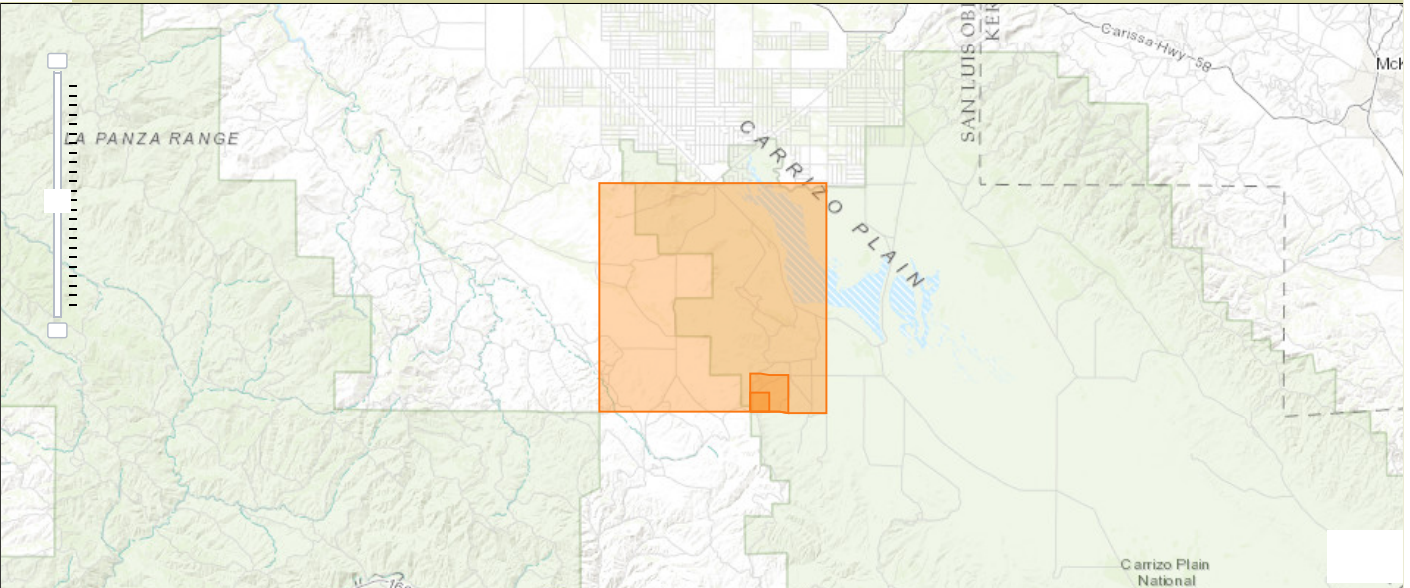 SAN LUIS OBI
KER
Carissa Hwy 58
McK
LA PANZA RANGE
CARRIZO PLAIN
Carrizo Plain
National